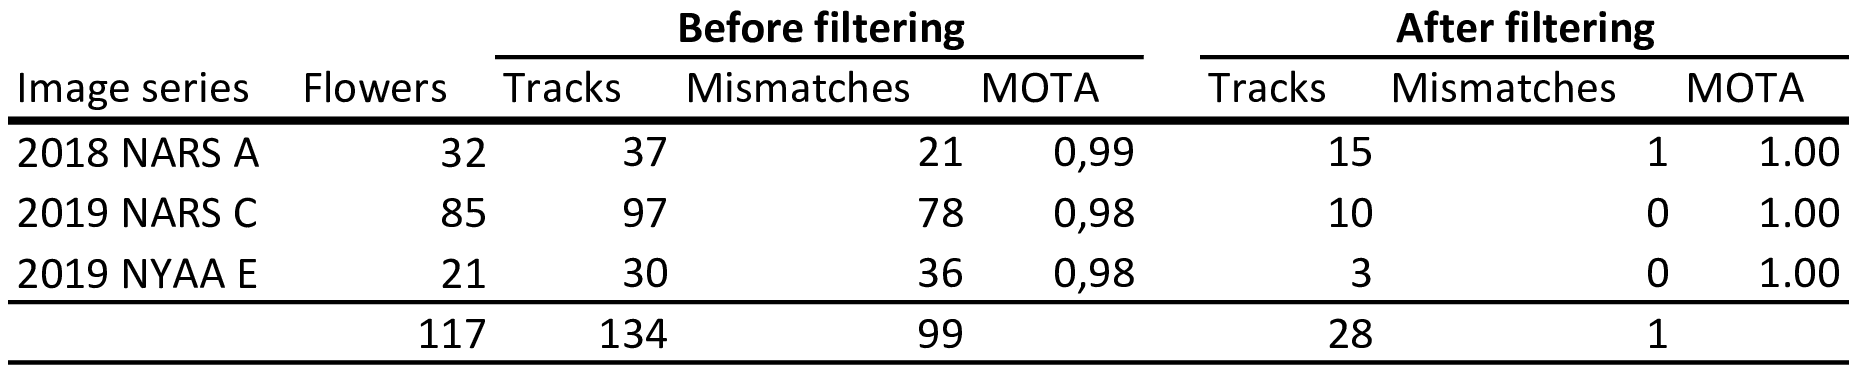 Before filtering After filtering
Image series Flowers Tracks Mismatches MOTA Tracks Mismatches MOTA
2018 NARS A 32 37 21 0,99 15 1 1.00
2019 NARS C 85 97 78 0,98 10 0 1.00
2019 NYAA E 21 30 36 0,98 3 0 1.00
117 134 99 28 1